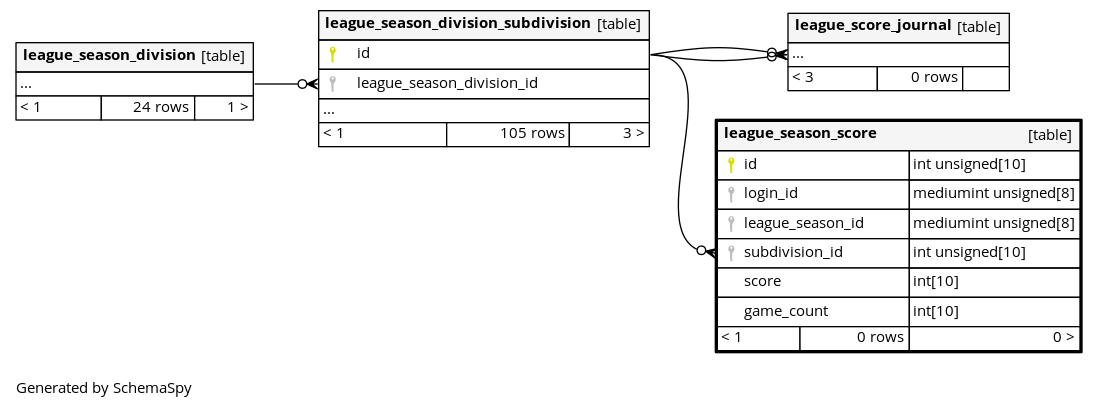 league_season_division [table]
...
< 1 24 rows 1 >
league_season_division_subdivision [table]
id
league_season_division_id
...
< 1 105 rows 3 >
league_score_journal [table]
...
< 3 0 rows
league_season_score [table]
id int unsigned[10]
login_id mediumint unsigned[8]
league_season_id mediumint unsigned[8]
subdivision_id int unsigned[10]
score int[10]
game_count int[10]
< 1 0 rows 0 >
Generated by SchemaSpy